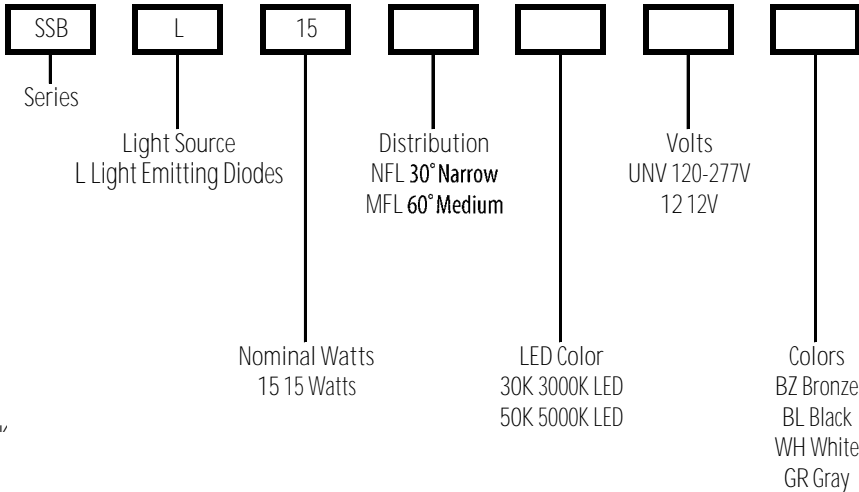 SSB L 15
Series
Light Source
L Light Emitting Diodes
Distribution
NFL 30° Narrow
MFL 60° Medium
Volts
UNV 120-277V
12 12V
Nominal Watts
15 15 Watts
LED Color
30K 3000K LED
50K 5000K LED
Colors
BZ Bronze
BL Black
WH White
GR Gray